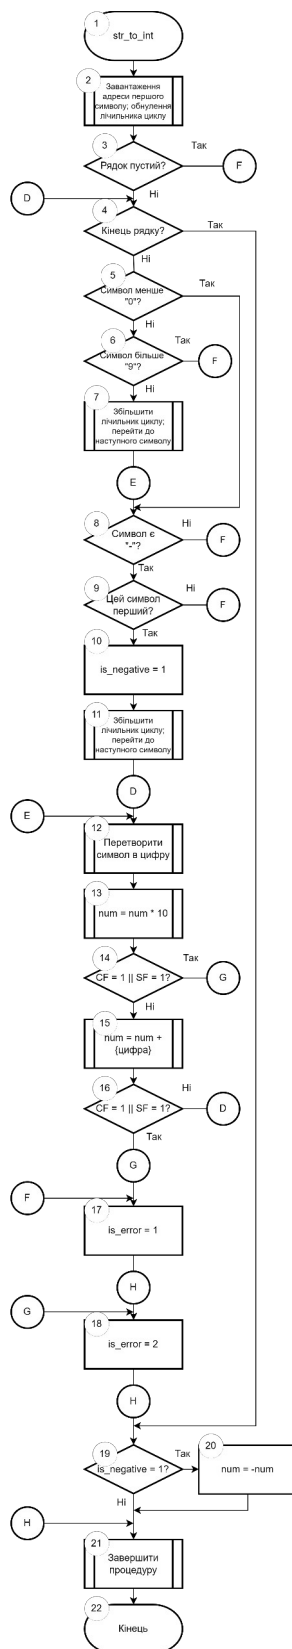 1
str_to_int
2
Завантаження
адреси першого
символу; обнулення
лічильника циклу
3
Рядок пустий?
Так
F
Ні
D
4
Кінець рядку?
Так
Ні
5
Символ менше
"0"?
Так
Ні
6
Символ більше
"9"?
Так
F
Ні
7
Збільшити
лічильник циклу;
перейти до
наступного символу
E
8
Символ є
"-"?
Ні
F
Так
9
Цей символ
перший?
Ні
F
Так
10
is_negative = 1
11
Збільшити
лічильник циклу;
перейти до
наступного символу
D
E
12
Перетворити
символ в цифру
13
num = num * 10
14
CF = 1 || SF = 1?
Так
G
Ні
15
num = num +
{цифра}
16
CF = 1 || SF = 1?
Ні
D
Так
G
F
17
is_error = 1
H
G
18
is_error = 2
H
19
is_negative = 1?
Так
20
num = -num
Ні
H
21
Завершити
процедуру
22
Кінець